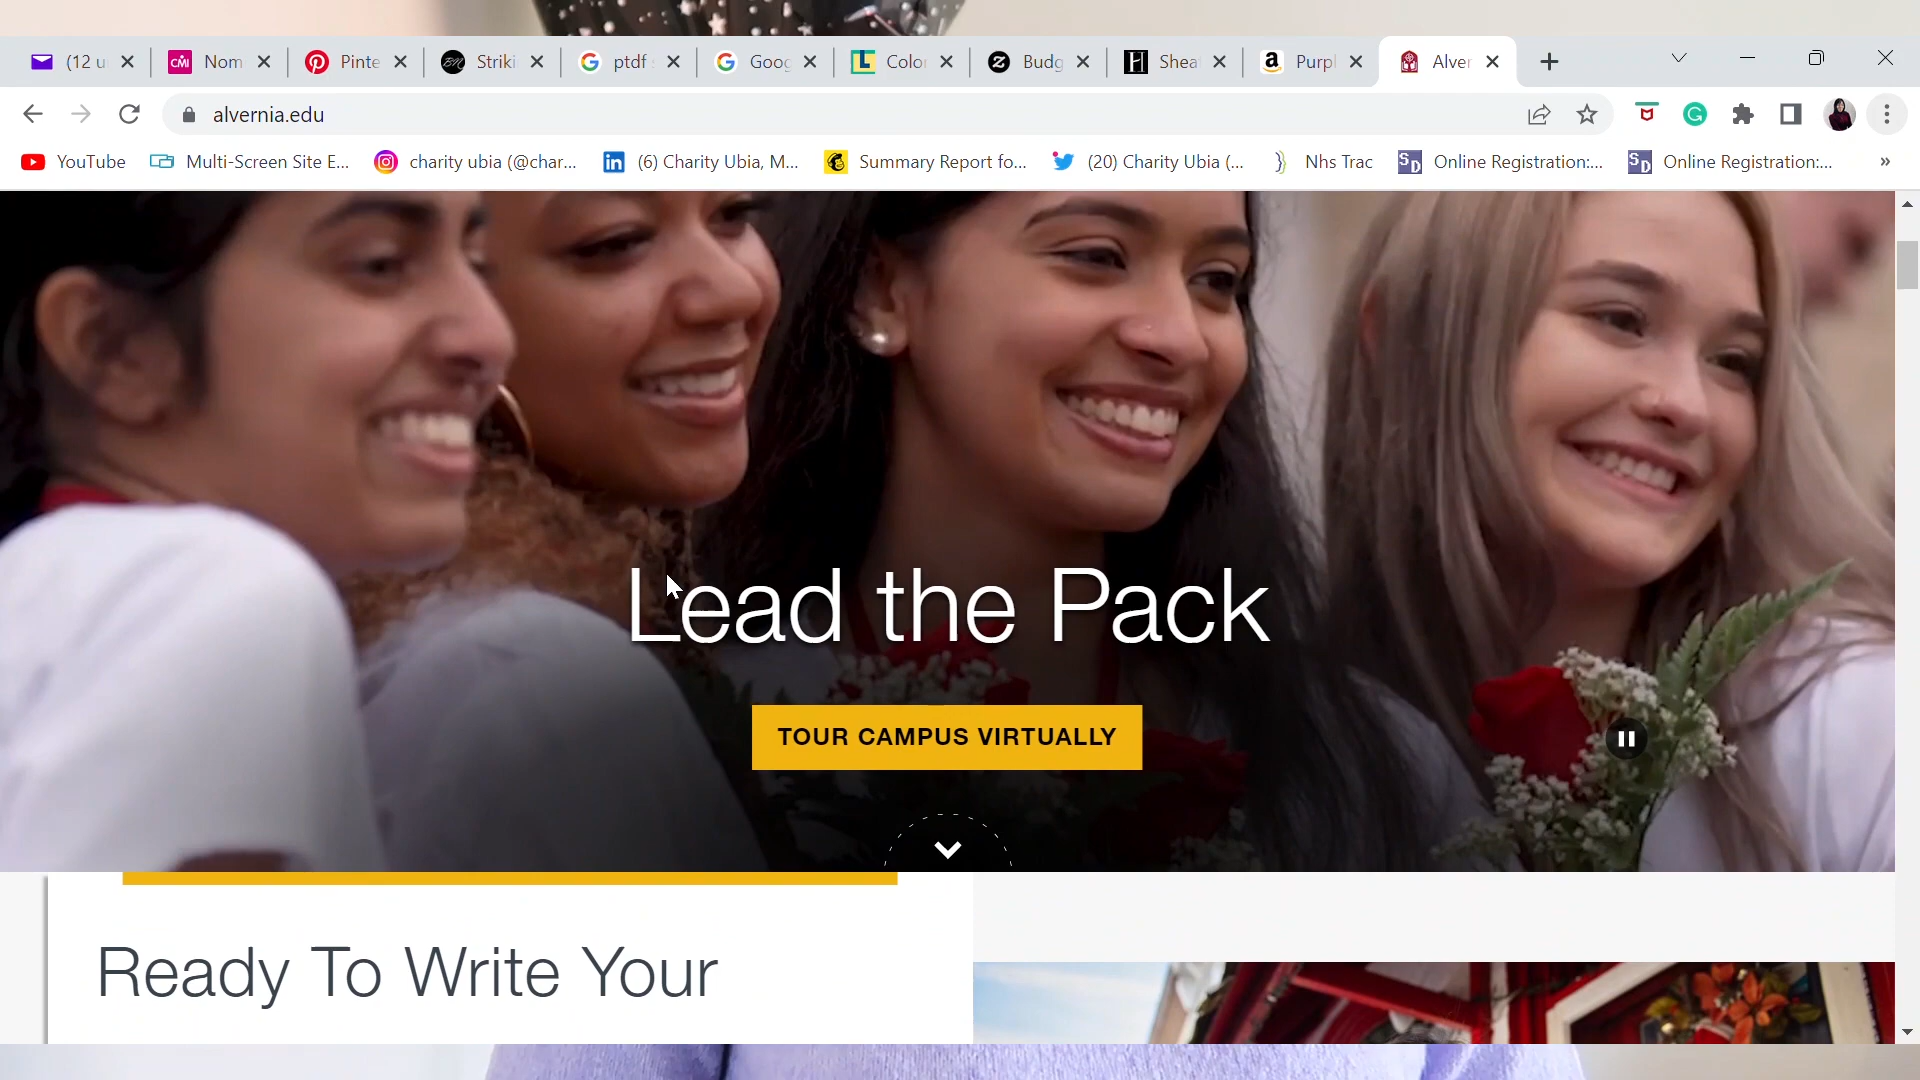 (12 u
Nom
Pinte
Striki
ptdf
Goog
Color
Budg
Shea
Purpl
Alver
alvernia.edu
YouTube
Multi-Screen Site E...
charity ubia (@char...
(6) Charity Ubia, M...
Summary Report fo...
(20) Charity Ubia (...
Nhs Trac
Online Registration:...
Online Registration:...
Lead the Pack
TOUR CAMPUS VIRTUALLY
Ready To Write Your